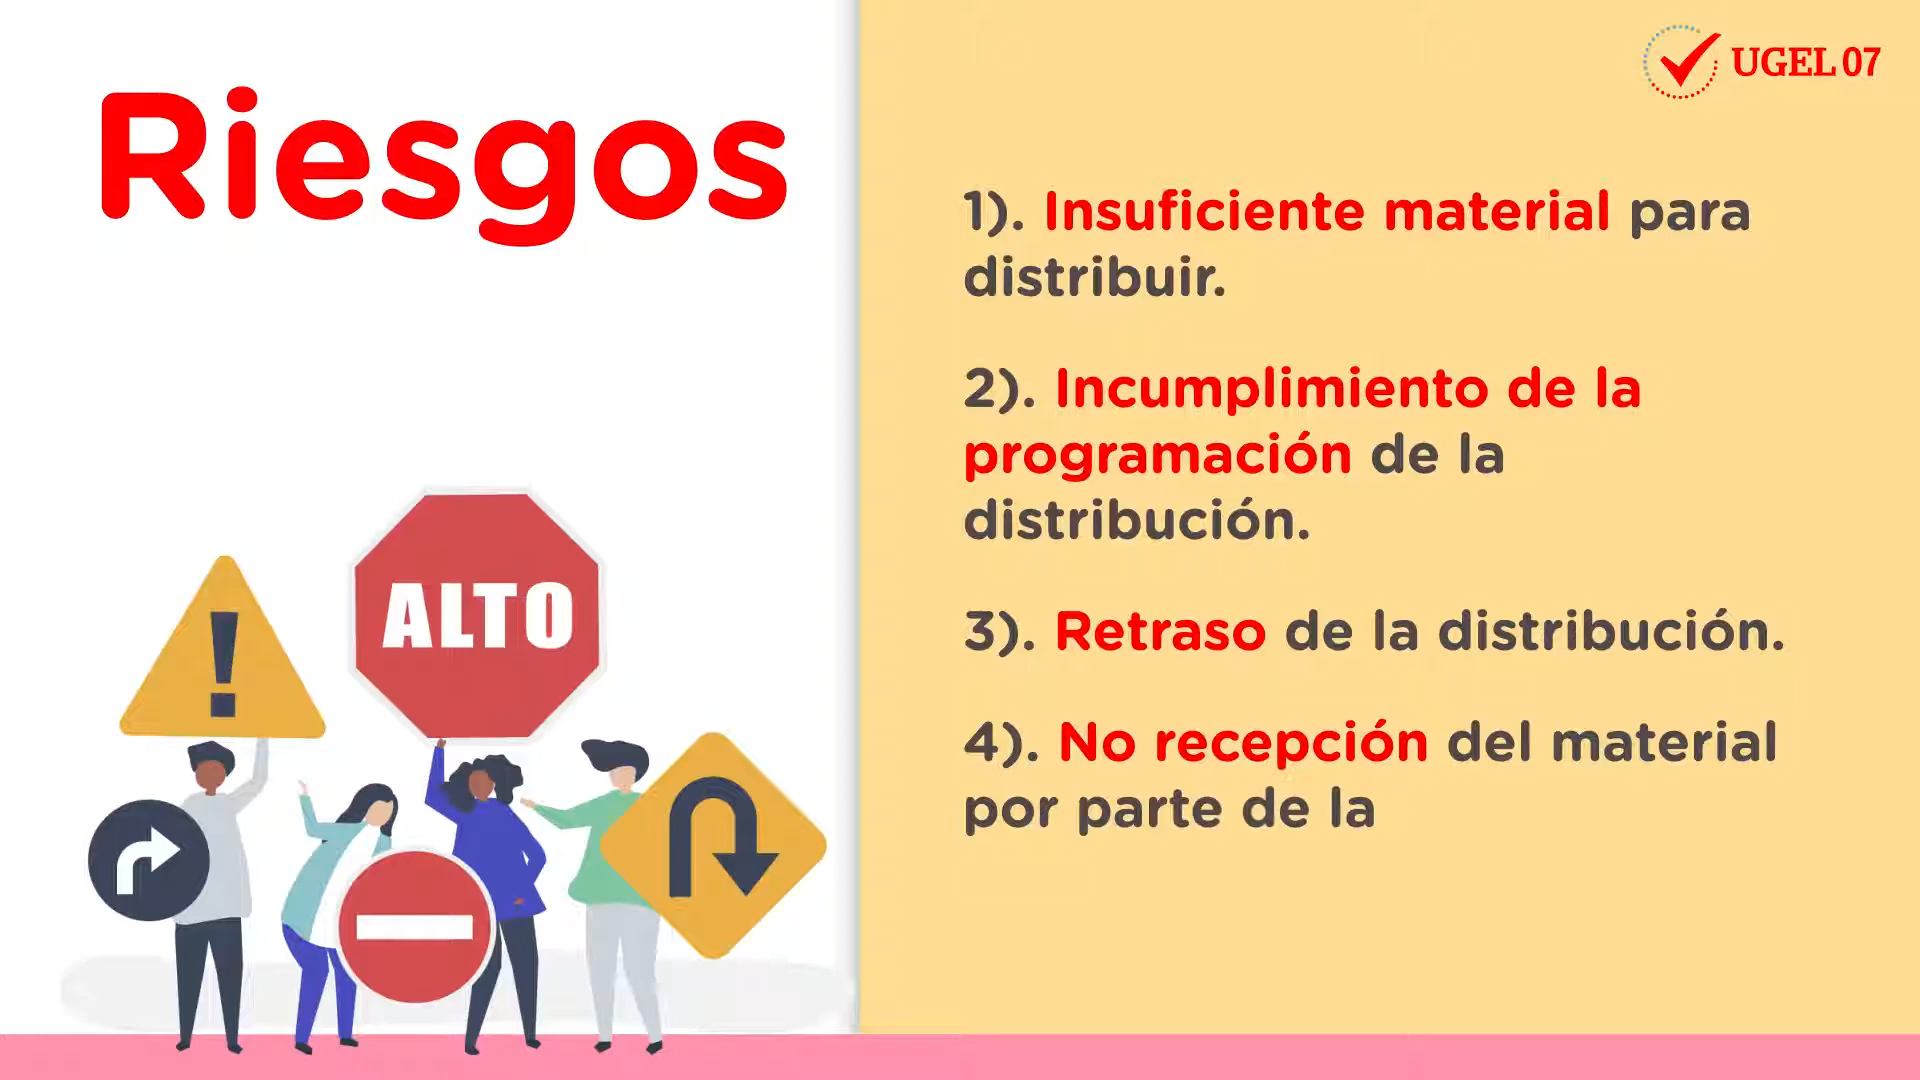 Riesgos
UGEL 07
1). Insuficiente material para
distribuir.
2). Incumplimiento de la
programación de la
distribución.
3). Retraso de la distribución.
4). No recepción del material
por parte de la
!
ALTO